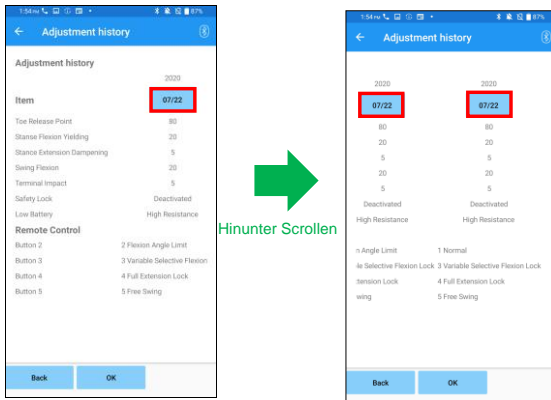 1:54 PM 87%
Adjustment history
Adjustment history
2020
Item 07/22
Toe Release Point 80
Stanse Flexion Yielding 20
Stance Extension Dampening 5
Swing Flexion 20
Terminal Impact 5
Safety Lock Deactivated
Low Battery High Resistance
Remote Control
Button 2 2 Flexion Angle Limit
Button 3 3 Variable Selective Flexion
Button 4 4 Full Extension Lock
Button 5 5 Free Swing
Back OK
Hinunter Scrollen
1:54 PM 87%
Adjustment history
2020 2020
07/22 07/22
80 80
20 20
5 5
20 20
5 5
Deactivated Deactivated
High Resistance High Resistance
n Angle Limit 1 Normal
le Selective Flexion Lock 3 Variable Selective Flexion Lock
tension Lock 4 Full Extension Lock
wing 5 Free Swing
Back OK